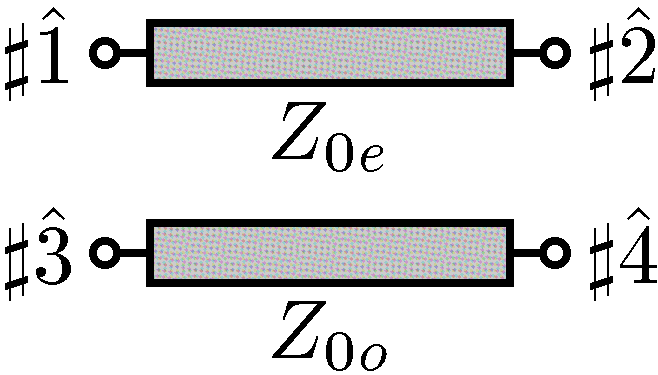 ♯1̂ ♯2̂
Z₀ₑ
♯3̂ ♯4̂
Z₀ₒ